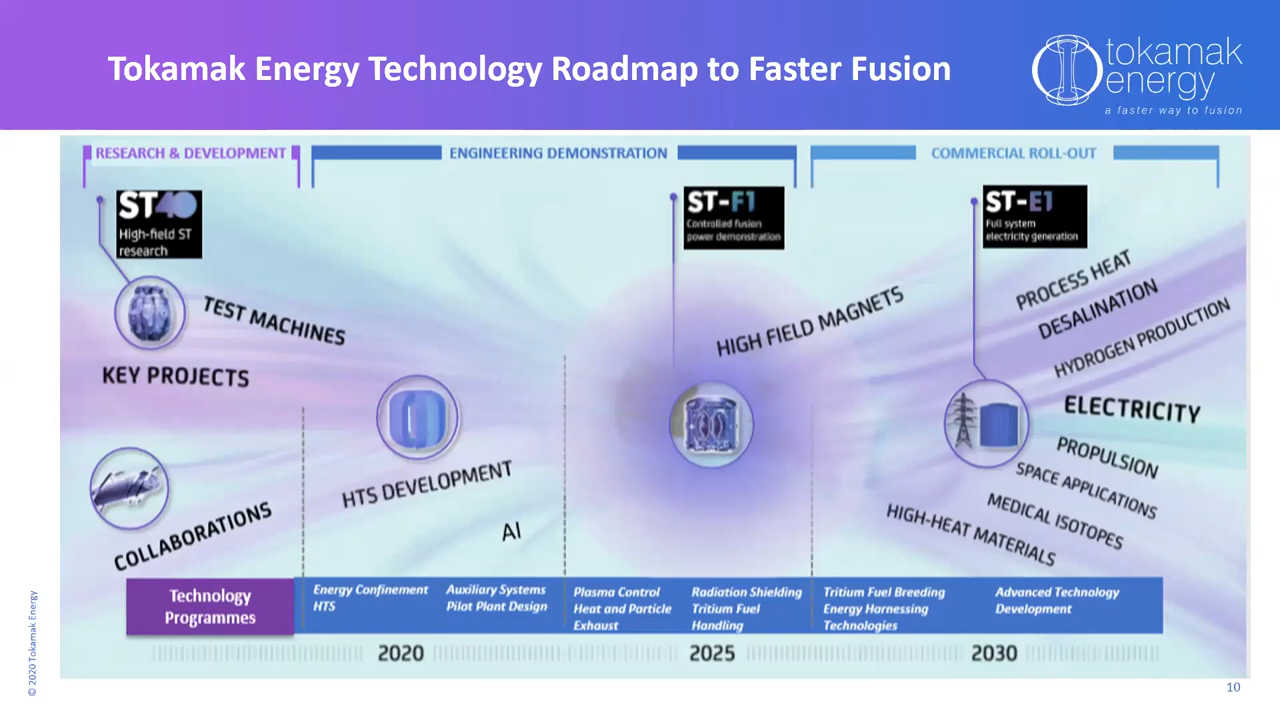 Tokamak Energy Technology Roadmap to Faster Fusion
tokamak
energy
a faster way to fusion
RESEARCH & DEVELOPMENT
ENGINEERING DEMONSTRATION
COMMERCIAL ROLL-OUT
ST40
High-field ST
research
ST-F1
Controlled fusion
power demonstration
ST-E1
Full system
electricity generation
TEST MACHINES
KEY PROJECTS
COLLABORATIONS
HTS DEVELOPMENT
AI
HIGH FIELD MAGNETS
PROCESS HEAT
DESALINATION
HYDROGEN PRODUCTION
ELECTRICITY
PROPULSION
SPACE APPLICATIONS
MEDICAL ISOTOPES
HIGH-HEAT MATERIALS
Technology
Programmes
Energy Confinement
HTS
Auxiliary Systems
Pilot Plant Design
Plasma Control
Heat and Particle
Exhaust
Radiation Shielding
Tritium Fuel
Handling
Tritium Fuel Breeding
Energy Harnessing
Technologies
Advanced Technology
Development
2020
2025
2030
© 2020 Tokamak Energy
10